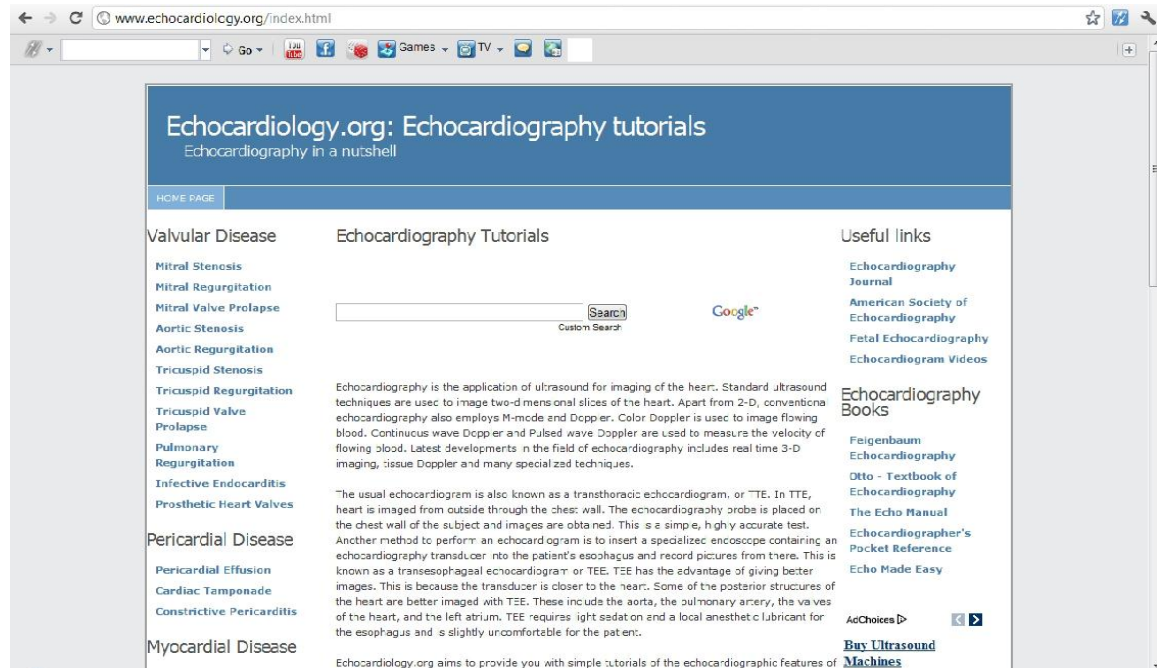 www.echocardiology.org/index.html
Go
You
Tube
Games
TV
Echocardiology.org: Echocardiography tutorials
Echocardiography in a nutshell
HOME PAGE
Valvular Disease
Mitral Stenosis
Mitral Regurgitation
Mitral Valve Prolapse
Aortic Stenosis
Aortic Regurgitation
Tricuspid Stenosis
Tricuspid Regurgitation
Tricuspid Valve
Prolapse
Pulmonary
Regurgitation
Infective Endocarditis
Prosthetic Heart Valves
Pericardial Disease
Pericardial Effusion
Cardiac Tamponade
Constrictive Pericarditis
Myocardial Disease
Echocardiography Tutorials
Search
Google™
Custom Search
Echocardiography is the application of ultrasound for imaging of the heart. Standard ultrasound
techniques are used to image two-dimensional slices of the heart. Apart from 2-D, conventional
echocardiography also employs M-mode and Doppler. Color Doppler is used to image flowing
blood. Continuous wave Doppler and Pulsed wave Doppler are used to measure the velocity of
flowing blood. Latest developments in the field of echocardiography includes real time 3-D
imaging, tissue Doppler and many specialized techniques.
The usual echocardiogram is also known as a transthoracic echocardiogram, or TTE. In TTE,
heart is imaged from outside through the chest wall. The echocardiography probe is placed on
the chest wall of the subject and images are obtained. This is a simple, highly accurate test.
Another method to perform an echocardiogram is to insert a specialized endoscope containing an
echocardiography transducer into the patient's esophagus and record pictures from there. This is
known as a transesophageal echocardiogram or TEE. TEE has the advantage of giving better
images. This is because the transducer is closer to the heart. Some of the posterior structures of
the heart are better imaged with TEE. These include the aorta, the pulmonary artery, the valves
of the heart, and the left atrium. TEE requires light sedation and a local anesthetic lubricant for
the esophagus and is slightly uncomfortable for the patient.
Echocardiology.org aims to provide you with simple tutorials of the echocardiographic features of
Useful links
Echocardiography
Journal
American Society of
Echocardiography
Fetal Echocardiography
Echocardiogram Videos
Echocardiography
Books
Feigenbaum
Echocardiography
Otto - Textbook of
Echocardiography
The Echo Manual
Echocardiographer's
Pocket Reference
Echo Made Easy
AdChoices
Buy Ultrasound
Machines